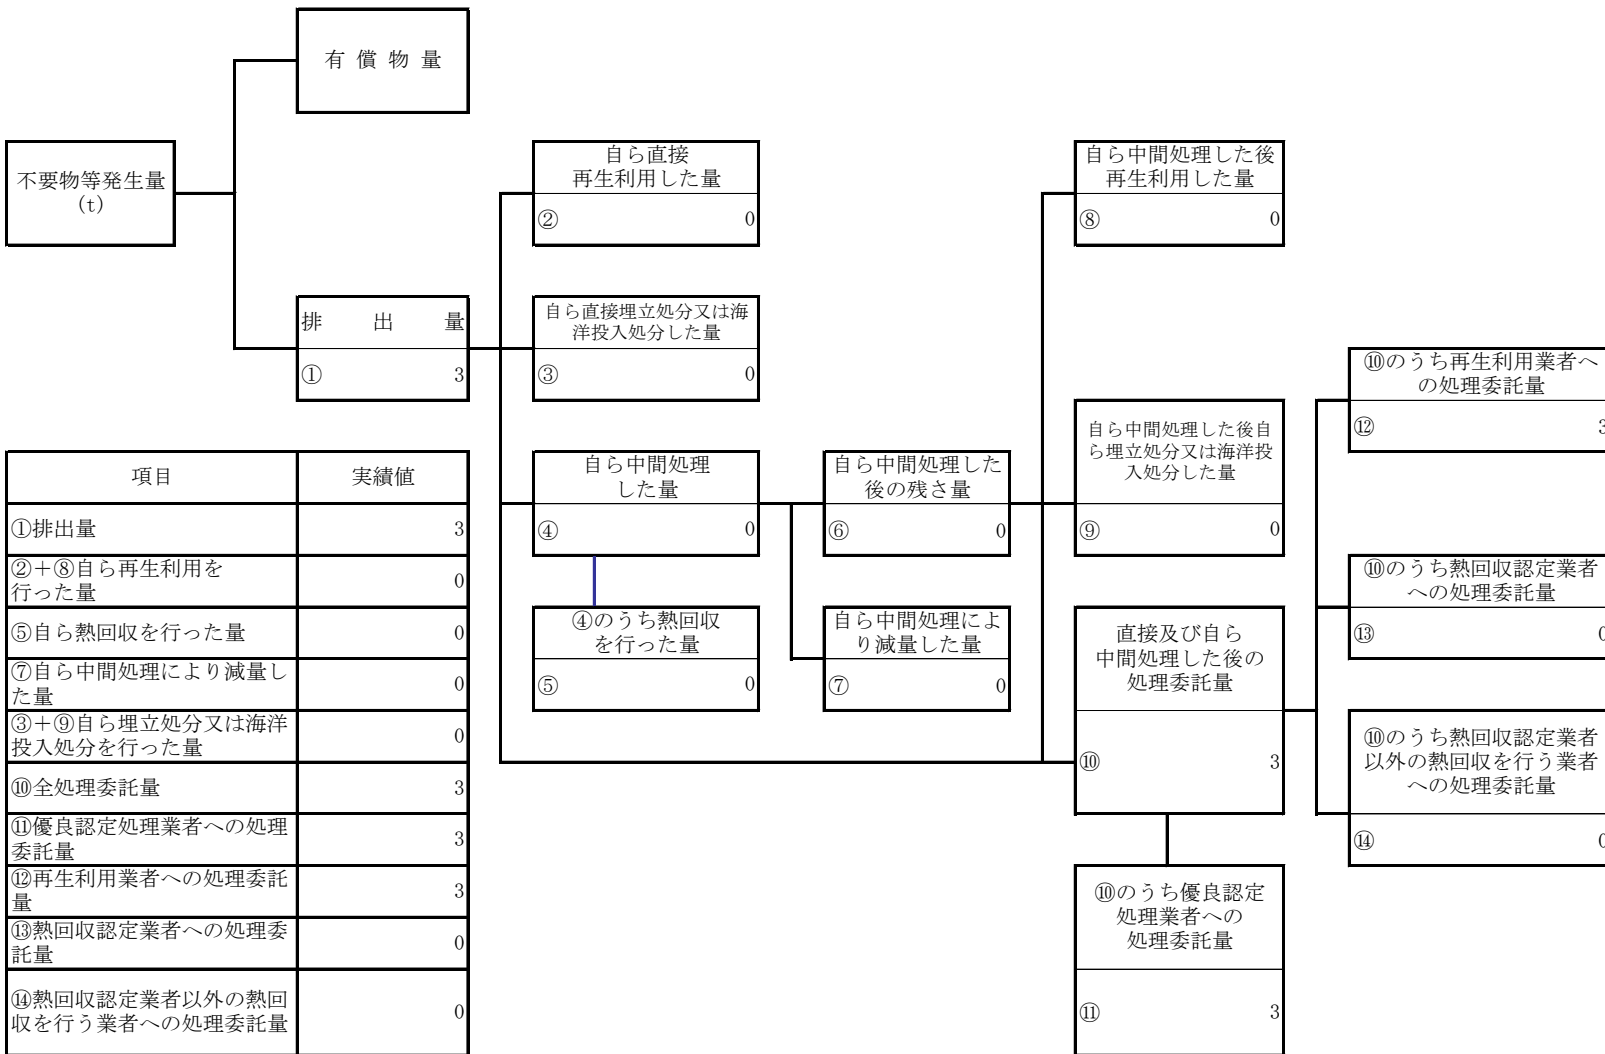 有 償 物 量
不要物等発生量
(t)
自ら直接
再生利用した量
② 0
自ら中間処理した後
再生利用した量
⑧ 0
排 出 量
① 3
自ら直接埋立処分又は海
洋投入処分した量
③ 0
⑩のうち再生利用業者へ
の処理委託量
⑫ 3
自ら中間処理した後自
ら埋立処分又は海洋投
入処分した量
⑨ 0
自ら中間処理
した量
④ 0
自ら中間処理した
後の残さ量
⑥ 0
⑩のうち熱回収認定業者
への処理委託量
⑬ 0
④のうち熱回収
を行った量
⑤ 0
自ら中間処理によ
り減量した量
⑦ 0
直接及び自ら
中間処理した後の
処理委託量
⑩ 3
⑩のうち熱回収認定業者
以外の熱回収を行う業者
への処理委託量
⑭ 0
⑩のうち優良認定
処理業者への
処理委託量
⑪ 3
項目 実績値
①排出量 3
②＋⑧自ら再生利用を
行った量 0
⑤自ら熱回収を行った量 0
⑦自ら中間処理により減量し
た量 0
③＋⑨自ら埋立処分又は海洋
投入処分を行った量 0
⑩全処理委託量 3
⑪優良認定処理業者への処理
委託量 3
⑫再生利用業者への処理委託
量 3
⑬熱回収認定業者への処理委
託量 0
⑭熱回収認定業者以外の熱回
収を行う業者への処理委託量 0